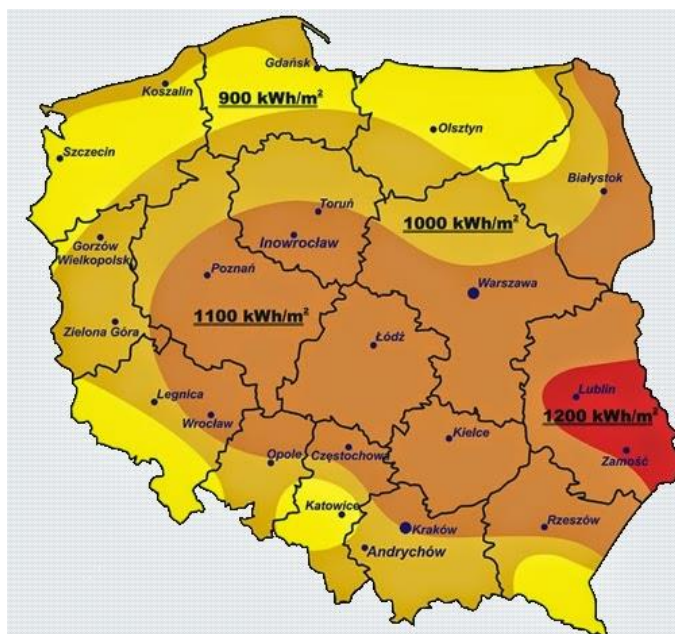 Gdańsk
Koszalin
900 kWh/m²
Olsztyn
Szczecin
Białystok
Toruń
1000 kWh/m²
Gorzów
Wielkopolski
Inowrocław
Poznań
Warszawa
1100 kWh/m²
Zielona Góra
Łódź
Legnica
Lublin
Wrocław
1200 kWh/m²
Kielce
Opole
Częstochowa
Zamość
Katowice
Kraków
Rzeszów
Andrychów